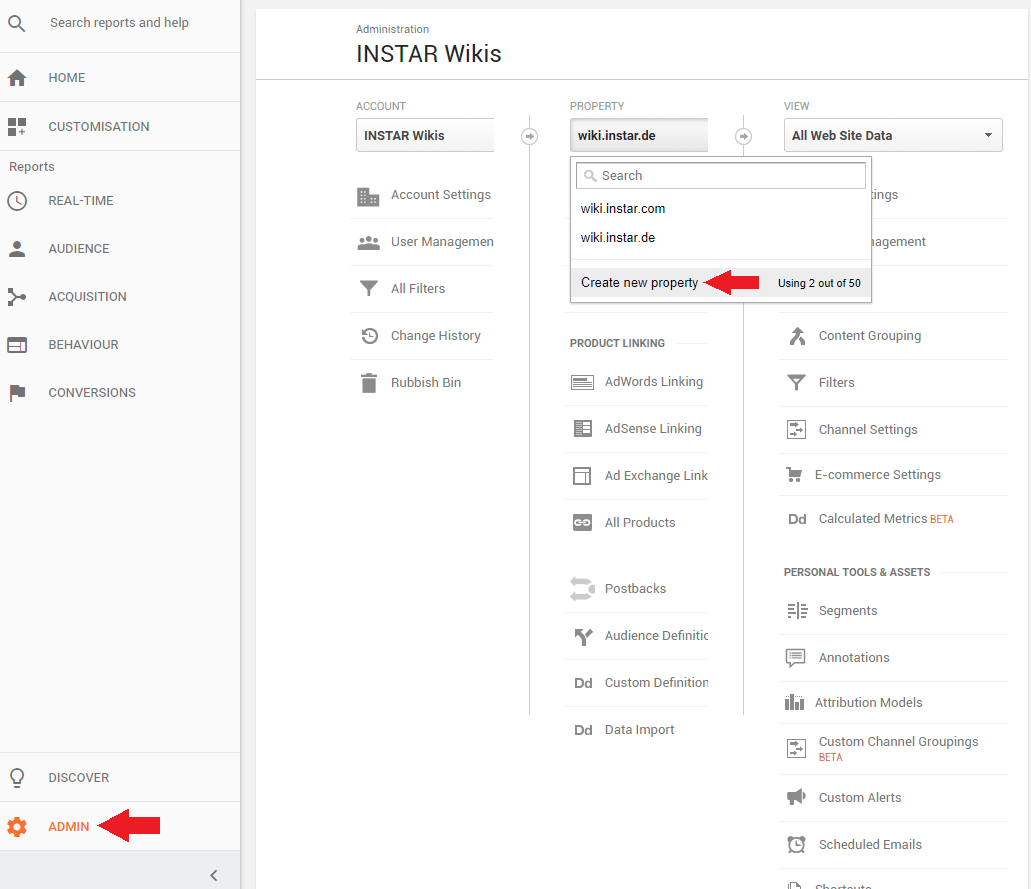 Search reports and help
HOME
CUSTOMISATION
Reports
REAL-TIME
AUDIENCE
ACQUISITION
BEHAVIOUR
CONVERSIONS
DISCOVER
ADMIN
Administration
INSTAR Wikis
ACCOUNT
INSTAR Wikis
Account Settings
User Managemen
All Filters
Change History
Rubbish Bin
PROPERTY
wiki.instar.de
Search
wiki.instar.com
wiki.instar.de
Create new property
Using 2 out of 50
PRODUCT LINKING
AdWords Linking
AdSense Linking
Ad Exchange Link
All Products
Postbacks
Audience Definitio
Custom Definition
Data Import
VIEW
All Web Site Data
tings
nagement
Content Grouping
Filters
Channel Settings
E-commerce Settings
Dd Calculated Metrics BETA
PERSONAL TOOLS & ASSETS
Segments
Annotations
Attribution Models
Custom Channel Groupings
BETA
Custom Alerts
Scheduled Emails
Shortcuts